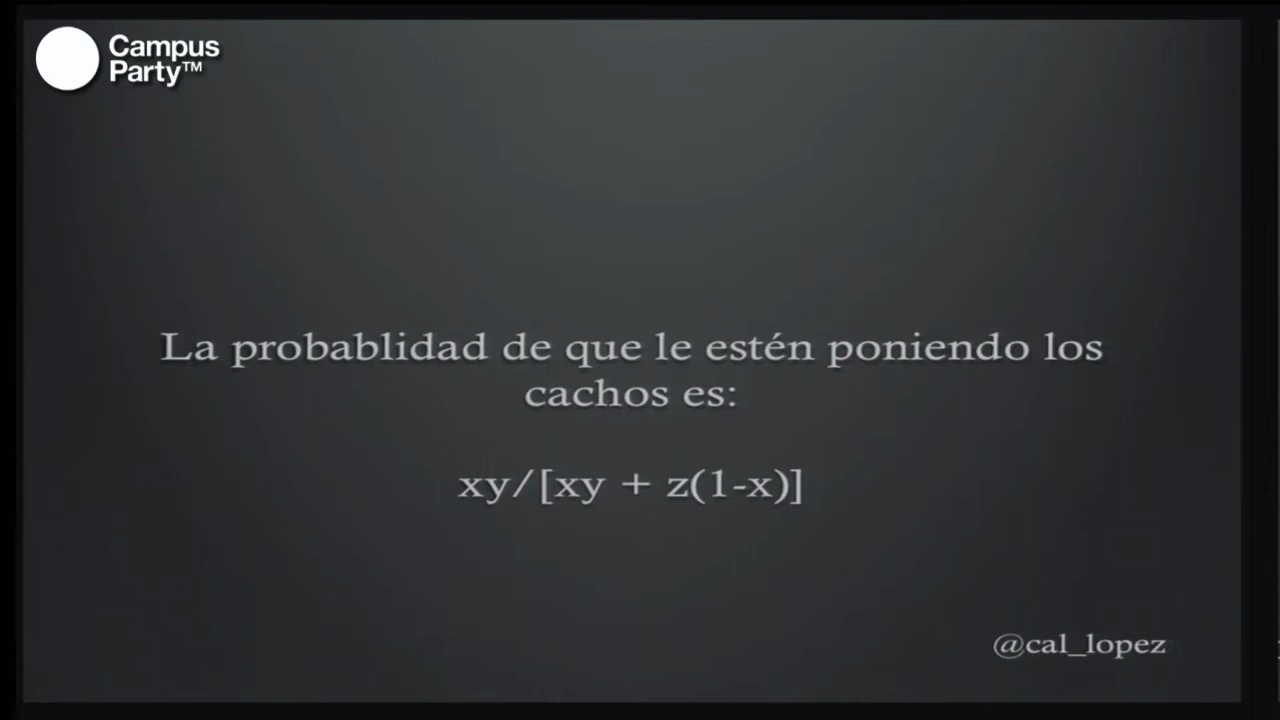 Campus
Party™
La probablidad de que le estén poniendo los
cachos es:
xy/[xy + z(1-x)]
@cal_lopez